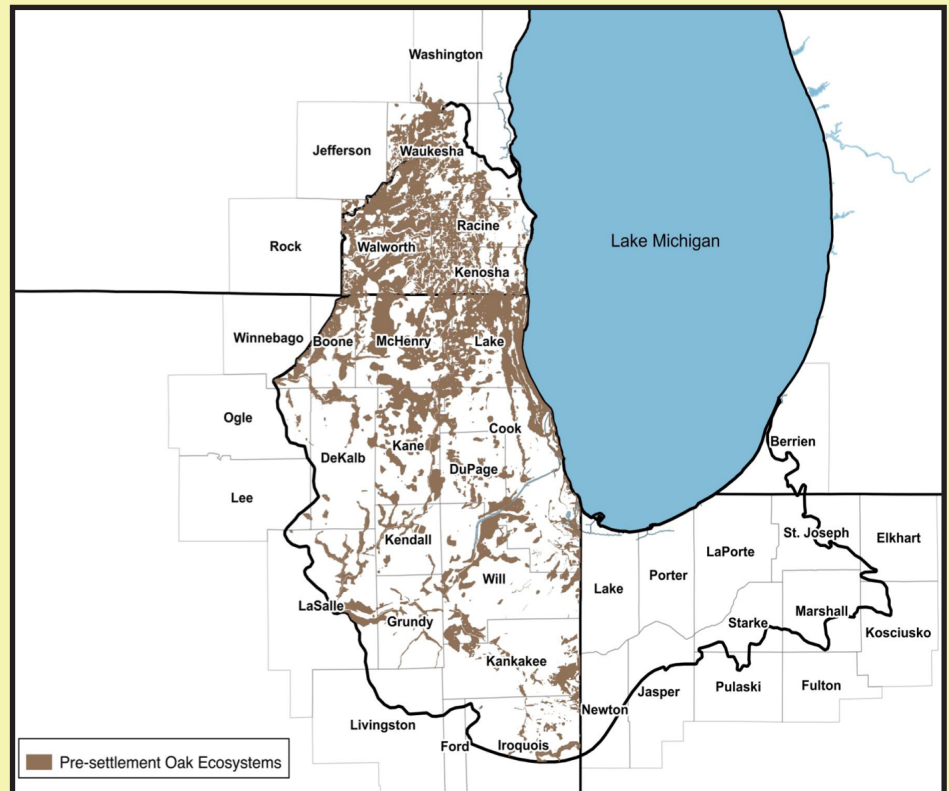 Washington
Jefferson
Waukesha
Rock
Walworth
Racine
Kenosha
Lake Michigan
Winnebago
Boone
McHenry
Lake
Ogle
DeKalb
Kane
Cook
DuPage
Berrien
Lee
Kendall
Will
LaSalle
Grundy
Kankakee
Lake
Porter
LaPorte
St. Joseph
Elkhart
Starke
Marshall
Kosciusko
Livingston
Ford
Iroquois
Newton
Jasper
Pulaski
Fulton
Pre-settlement Oak Ecosystems